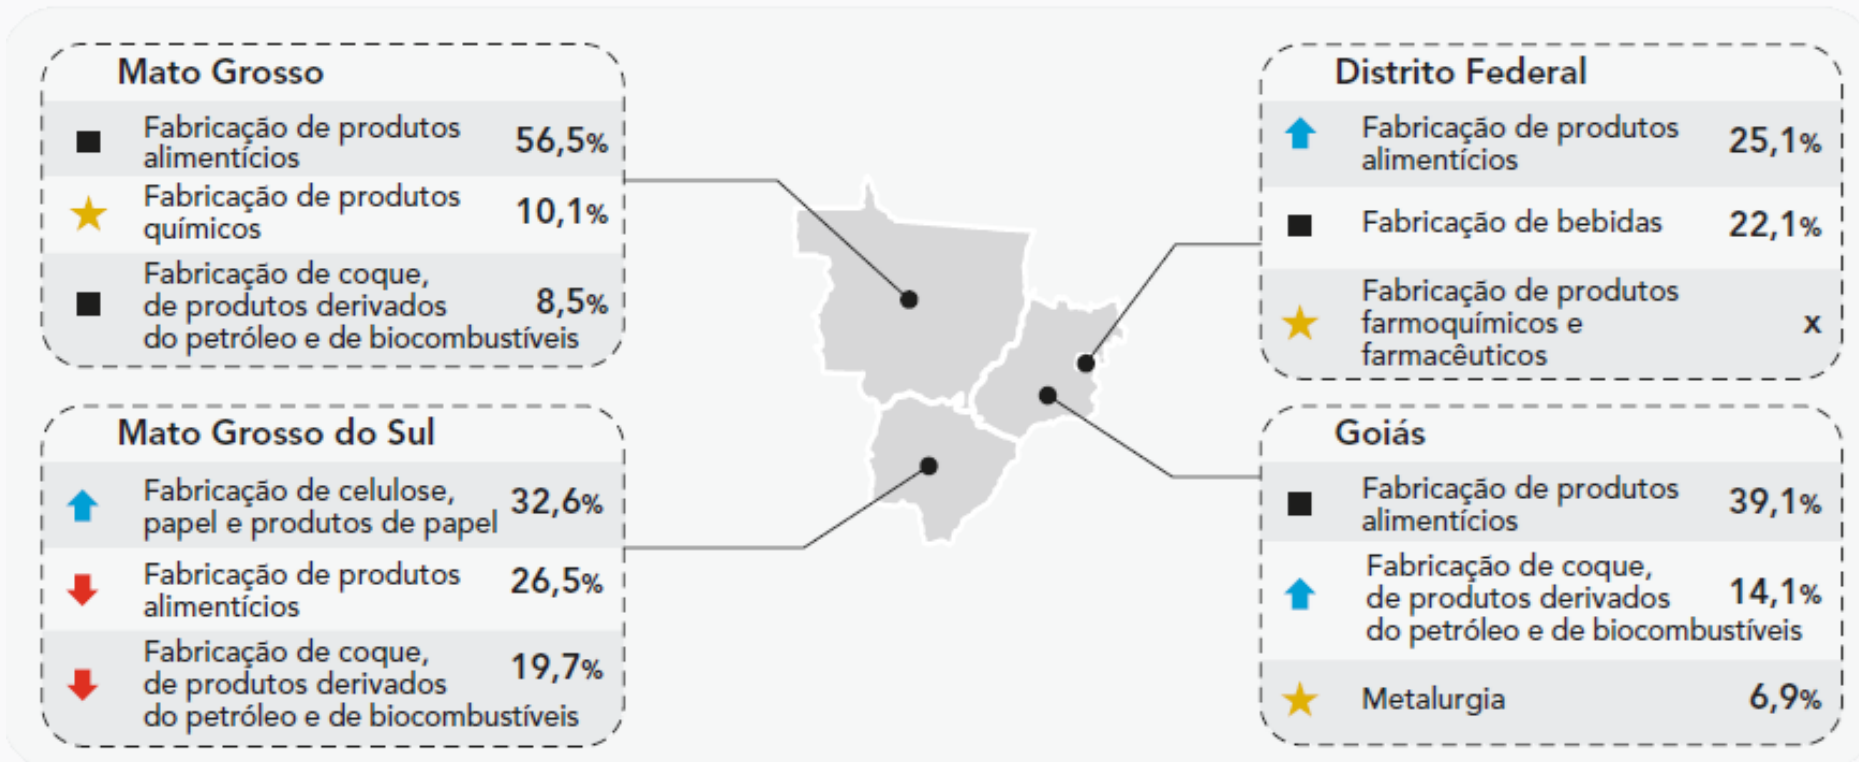 Mato Grosso
Fabricação de produtos
alimentícios
56,5%
Fabricação de produtos
químicos
10,1%
Fabricação de coque,
de produtos derivados
do petróleo e de biocombustíveis
8,5%
Mato Grosso do Sul
Fabricação de celulose,
papel e produtos de papel
32,6%
Fabricação de produtos
alimentícios
26,5%
Fabricação de coque,
de produtos derivados
do petróleo e de biocombustíveis
19,7%
Distrito Federal
Fabricação de produtos
alimentícios
25,1%
Fabricação de bebidas
22,1%
Fabricação de produtos
farmoquímicos e
farmacêuticos
x
Goiás
Fabricação de produtos
alimentícios
39,1%
Fabricação de coque,
de produtos derivados
do petróleo e de biocombustíveis
14,1%
Metalurgia
6,9%